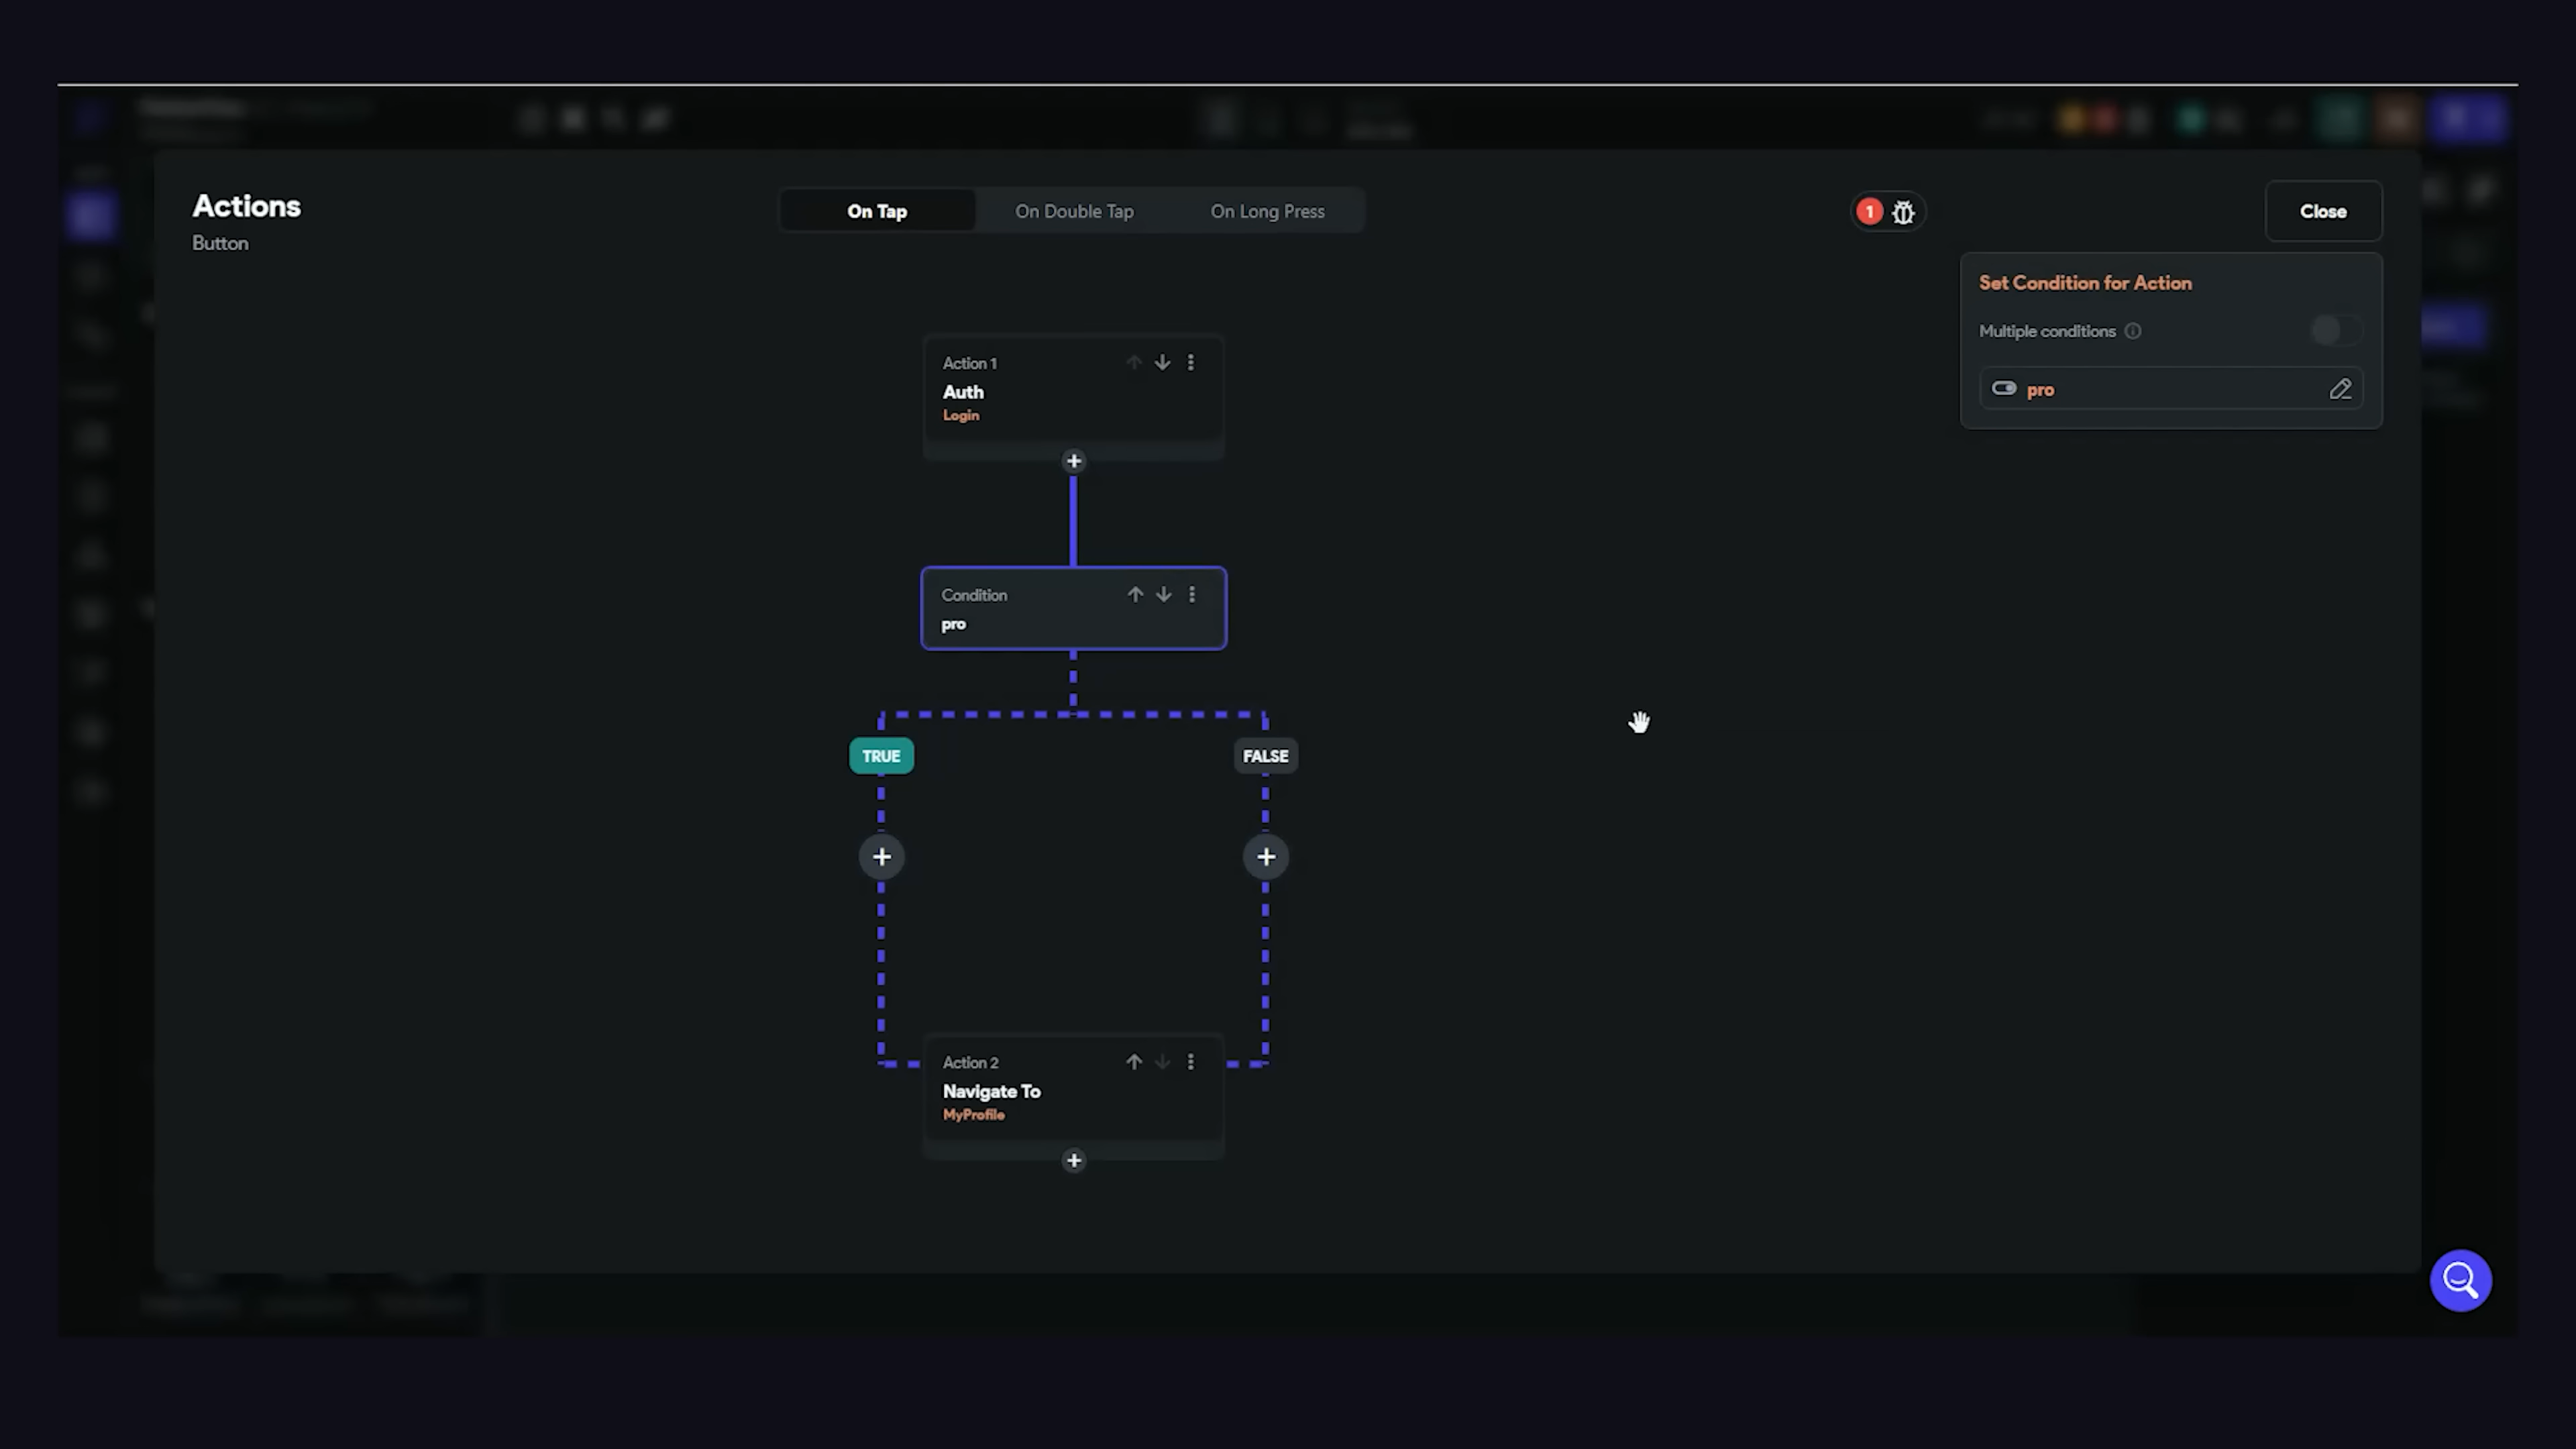 Actions
Button
On Tap
On Double Tap
On Long Press
1
Close
Set Condition for Action
Multiple conditions
pro
Action 1
Auth
Login
Condition
pro
TRUE
FALSE
Action 2
Navigate To
MyProfile